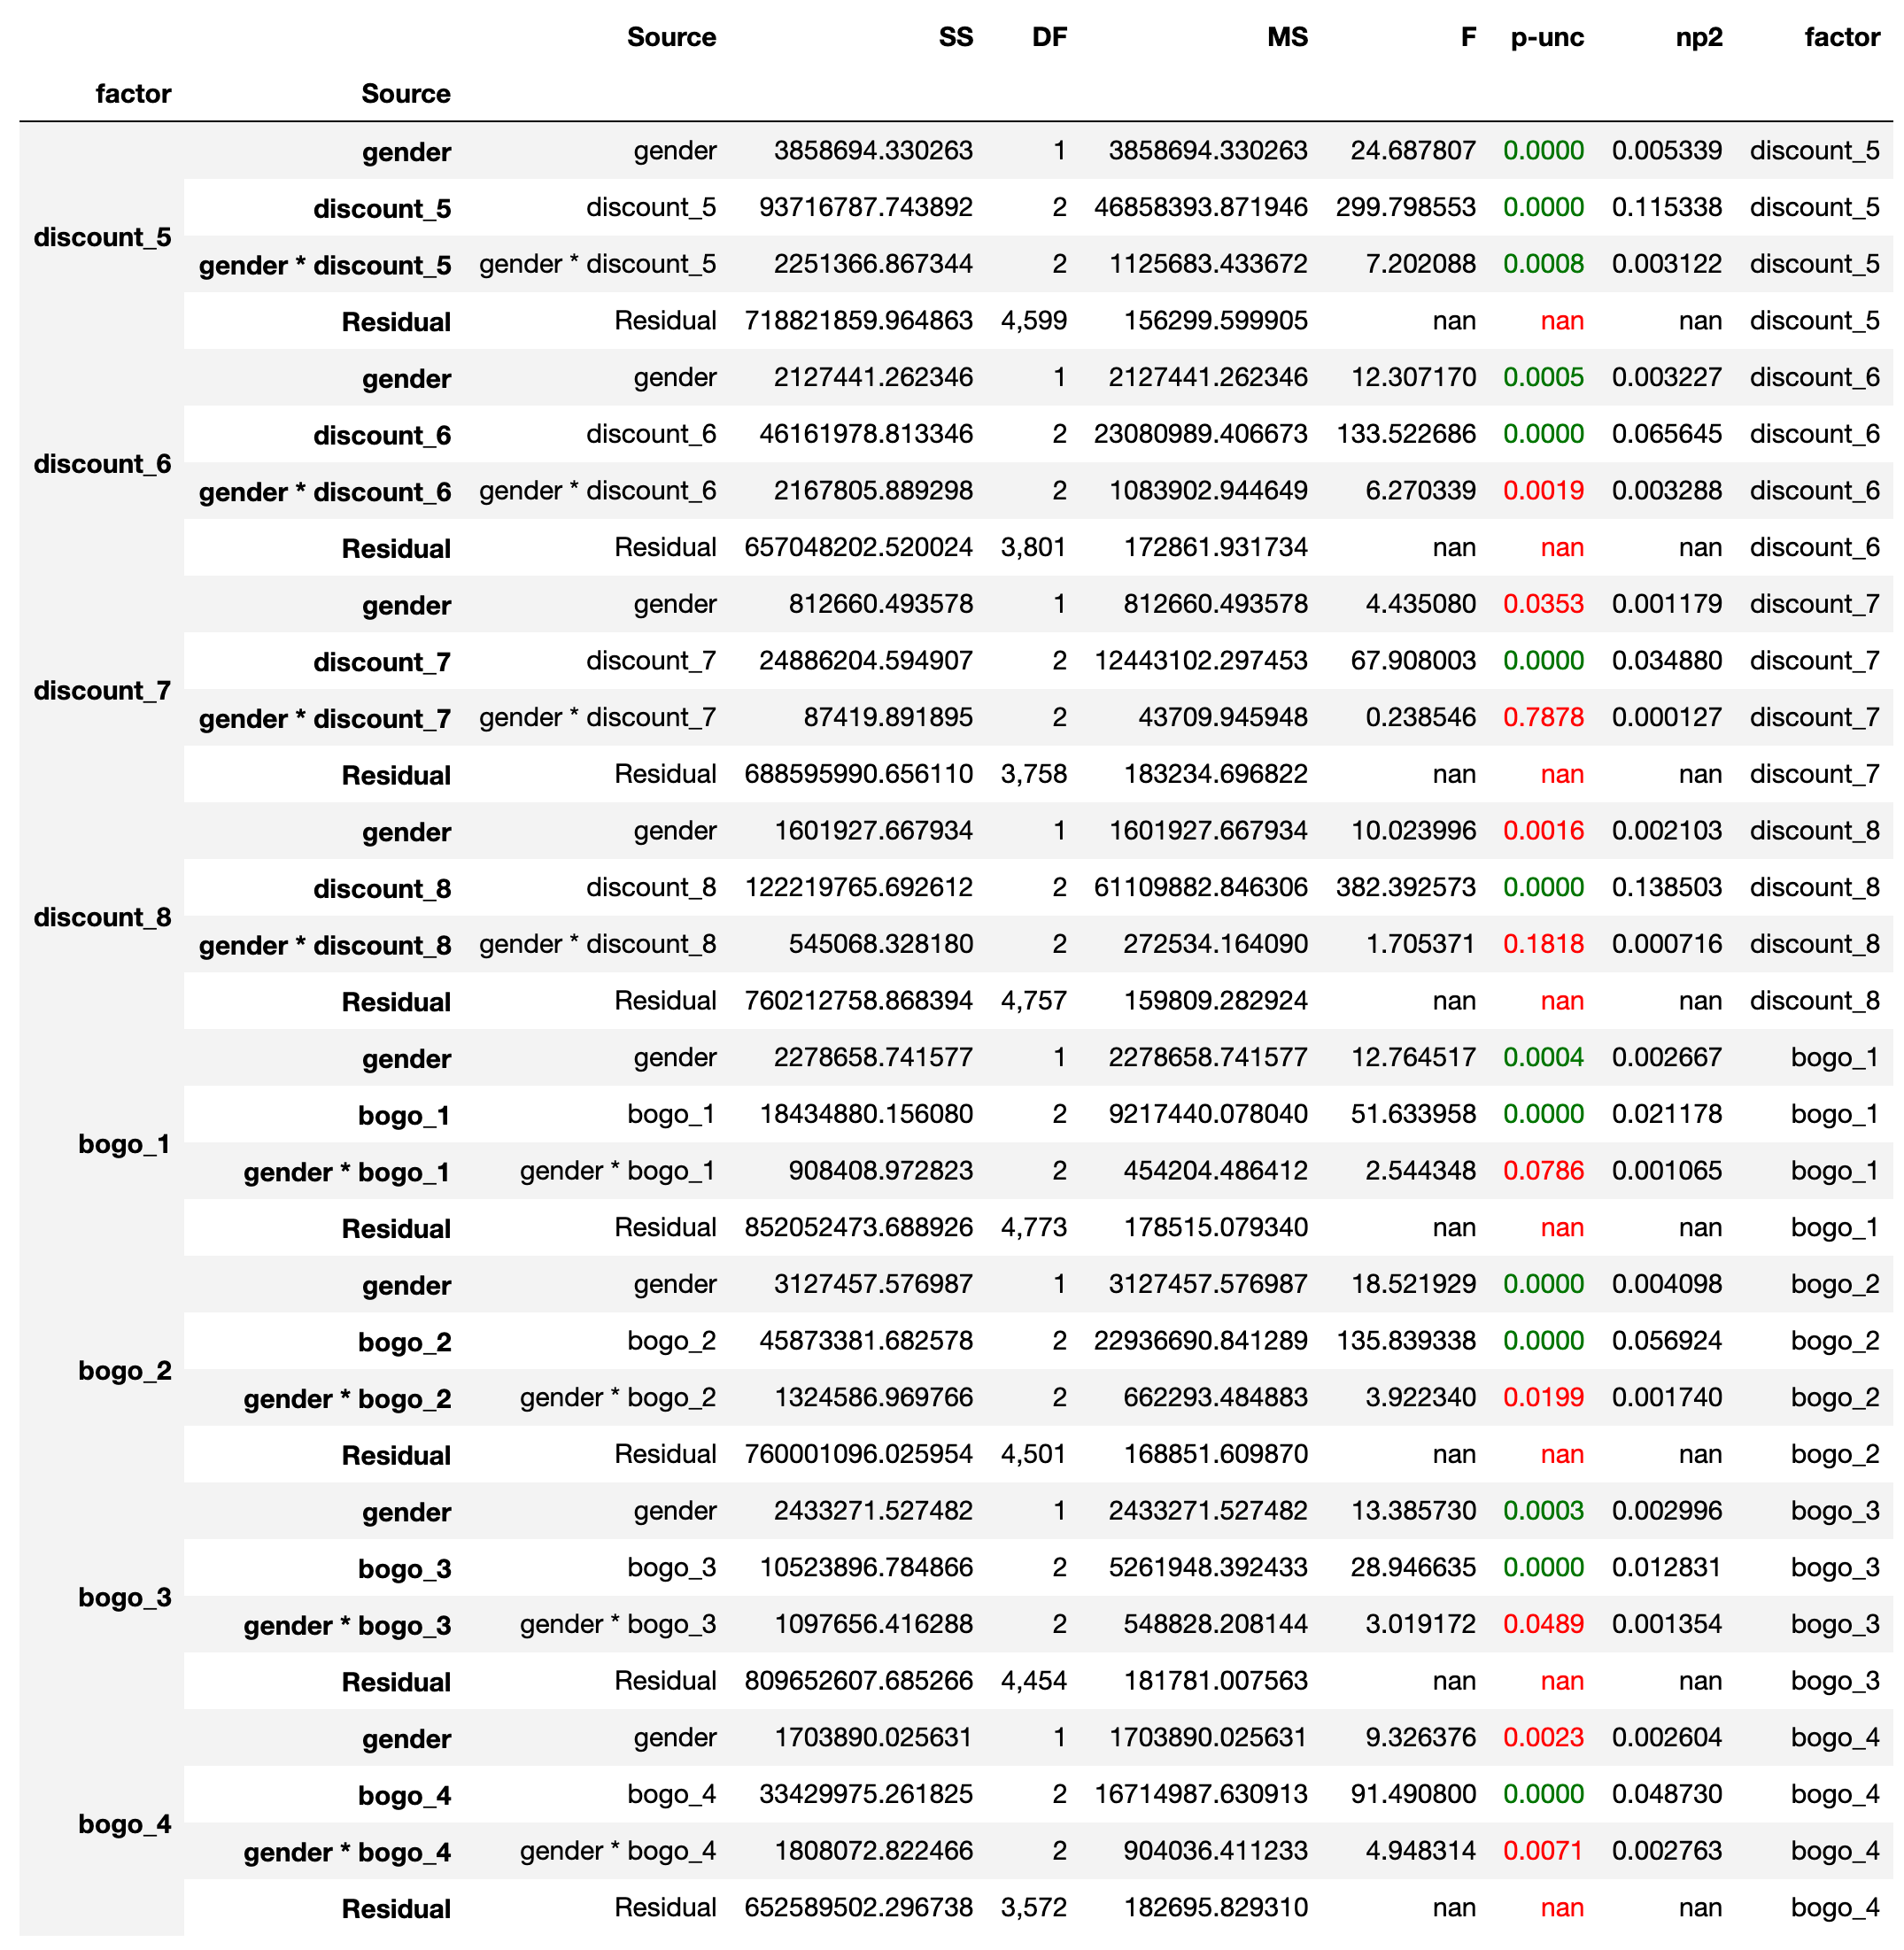 Source SS DF MS F p-unc np2 factor
factor Source
discount_5 gender gender 3858694.330263 1 3858694.330263 24.687807 0.0000 0.005339 discount_5
discount_5 discount_5 93716787.743892 2 46858393.871946 299.798553 0.0000 0.115338 discount_5
gender * discount_5 gender * discount_5 2251366.867344 2 1125683.433672 7.202088 0.0008 0.003122 discount_5
Residual Residual 718821859.964863 4,599 156299.599905 nan nan nan discount_5
discount_6 gender gender 2127441.262346 1 2127441.262346 12.307170 0.0005 0.003227 discount_6
discount_6 discount_6 46161978.813346 2 23080989.406673 133.522686 0.0000 0.065645 discount_6
gender * discount_6 gender * discount_6 2167805.889298 2 1083902.944649 6.270339 0.0019 0.003288 discount_6
Residual Residual 657048202.520024 3,801 172861.931734 nan nan nan discount_6
discount_7 gender gender 812660.493578 1 812660.493578 4.435080 0.0353 0.001179 discount_7
discount_7 discount_7 24886204.594907 2 12443102.297453 67.908003 0.0000 0.034880 discount_7
gender * discount_7 gender * discount_7 87419.891895 2 43709.945948 0.238546 0.7878 0.000127 discount_7
Residual Residual 688595990.656110 3,758 183234.696822 nan nan nan discount_7
discount_8 gender gender 1601927.667934 1 1601927.667934 10.023996 0.0016 0.002103 discount_8
discount_8 discount_8 122219765.692612 2 61109882.846306 382.392573 0.0000 0.138503 discount_8
gender * discount_8 gender * discount_8 545068.328180 2 272534.164090 1.705371 0.1818 0.000716 discount_8
Residual Residual 760212758.868394 4,757 159809.282924 nan nan nan discount_8
bogo_1 gender gender 2278658.741577 1 2278658.741577 12.764517 0.0004 0.002667 bogo_1
bogo_1 bogo_1 18434880.156080 2 9217440.078040 51.633958 0.0000 0.021178 bogo_1
gender * bogo_1 gender * bogo_1 908408.972823 2 454204.486412 2.544348 0.0786 0.001065 bogo_1
Residual Residual 852052473.688926 4,773 178515.079340 nan nan nan bogo_1
bogo_2 gender gender 3127457.576987 1 3127457.576987 18.521929 0.0000 0.004098 bogo_2
bogo_2 bogo_2 45873381.682578 2 22936690.841289 135.839338 0.0000 0.056924 bogo_2
gender * bogo_2 gender * bogo_2 1324586.969766 2 662293.484883 3.922340 0.0199 0.001740 bogo_2
Residual Residual 760001096.025954 4,501 168851.609870 nan nan nan bogo_2
bogo_3 gender gender 2433271.527482 1 2433271.527482 13.385730 0.0003 0.002996 bogo_3
bogo_3 bogo_3 10523896.784866 2 5261948.392433 28.946635 0.0000 0.012831 bogo_3
gender * bogo_3 gender * bogo_3 1097656.416288 2 548828.208144 3.019172 0.0489 0.001354 bogo_3
Residual Residual 809652607.685266 4,454 181781.007563 nan nan nan bogo_3
bogo_4 gender gender 1703890.025631 1 1703890.025631 9.326376 0.0023 0.002604 bogo_4
bogo_4 bogo_4 33429975.261825 2 16714987.630913 91.490800 0.0000 0.048730 bogo_4
gender * bogo_4 gender * bogo_4 1808072.822466 2 904036.411233 4.948314 0.0071 0.002763 bogo_4
Residual Residual 652589502.296738 3,572 182695.829310 nan nan nan bogo_4